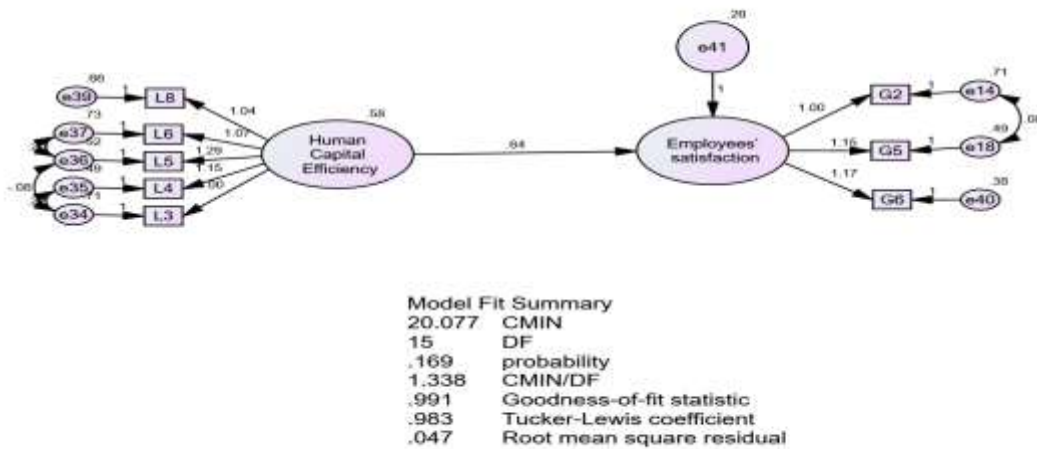 .28
e41
1
.66
e39
1
L8
1.04
.58
Human
Capital
Efficiency
.64
Employees'
satisfaction
1.00
G2
1
e14
.71
.73
e37
1
L6
1.07
e36
1
L5
1.29
1.15
G5
1
e18
.49
-.08
e35
1
L4
1.15
1.17
G6
1
e40
.38
e34
1
L3
Model Fit Summary
20.077 CMIN
15 DF
.169 probability
1.338 CMIN/DF
.991 Goodness-of-fit statistic
.983 Tucker-Lewis coefficient
.047 Root mean square residual